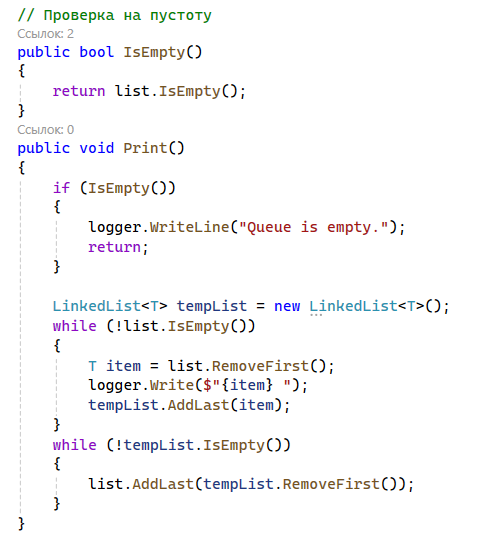 // Проверка на пустоту
Ссылок: 2
public bool IsEmpty()
{
    return list.IsEmpty();
}
Ссылок: 0
public void Print()
{
    if (IsEmpty())
    {
        logger.WriteLine("Queue is empty.");
        return;
    }

    LinkedList<T> tempList = new LinkedList<T>();
    while (!list.IsEmpty())
    {
        T item = list.RemoveFirst();
        logger.Write($"{item} ");
        tempList.AddLast(item);
    }
    while (!tempList.IsEmpty())
    {
        list.AddLast(tempList.RemoveFirst());
    }
}